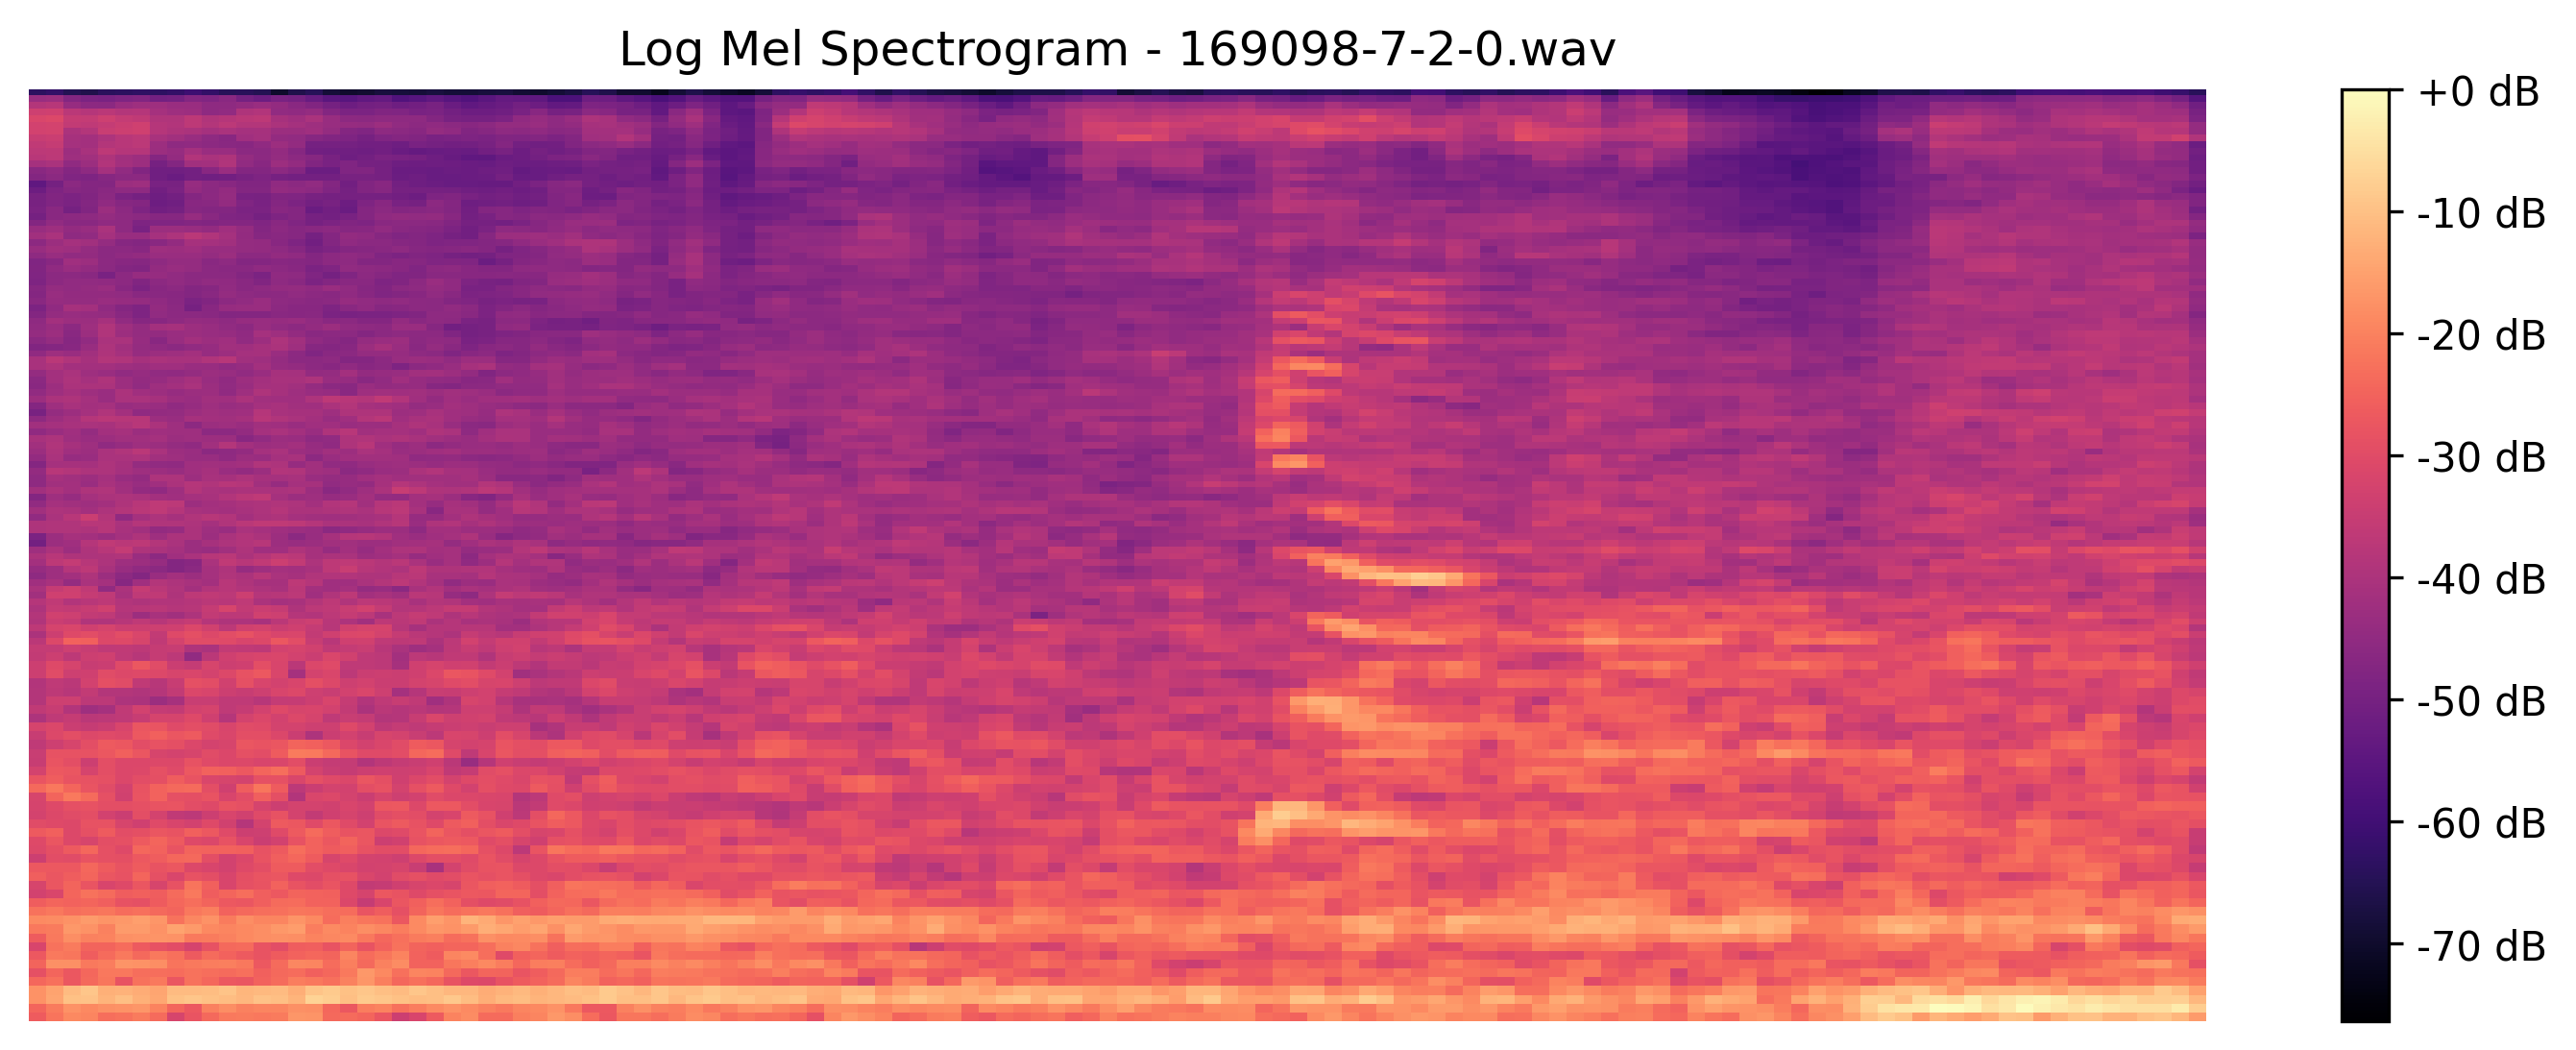 Log Mel Spectrogram - 169098-7-2-0.wav
+0 dB
-10 dB
-20 dB
-30 dB
-40 dB
-50 dB
-60 dB
-70 dB